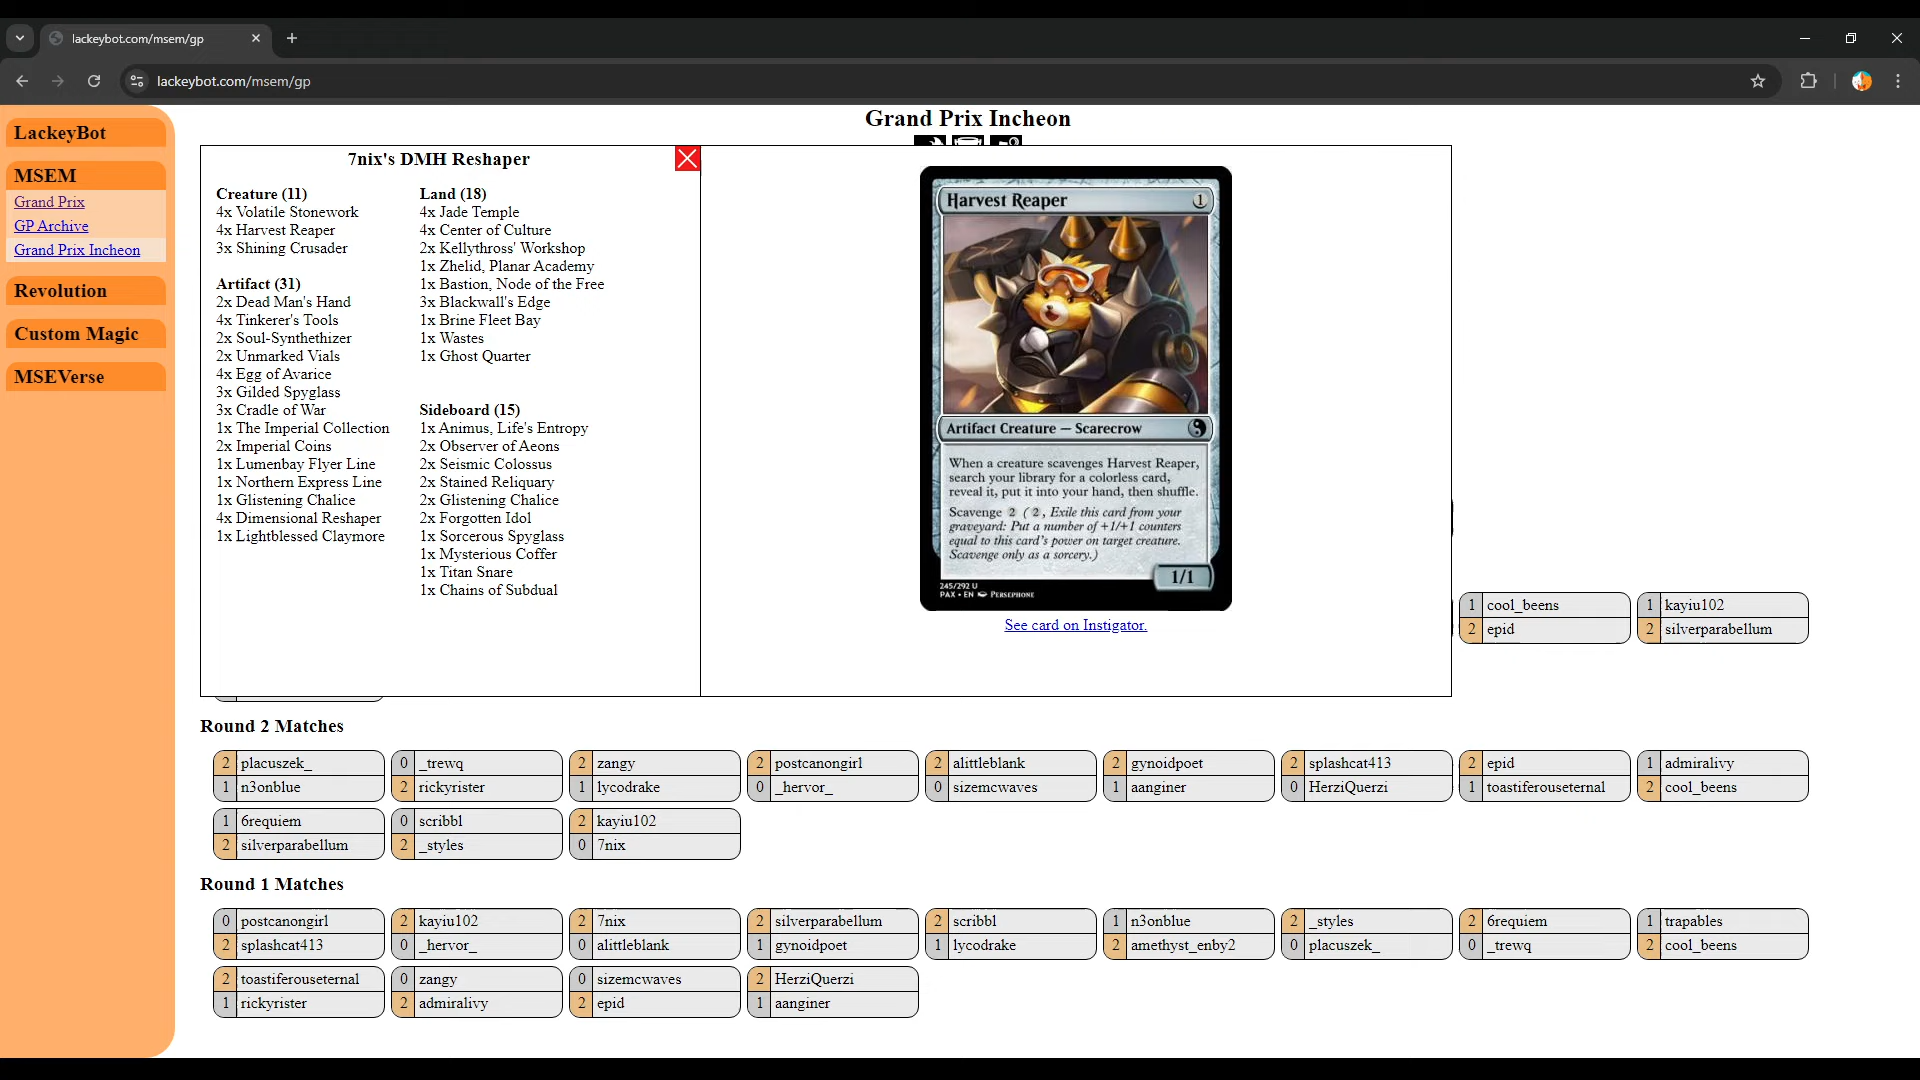 lackeybot.com/msem/gp
lackeybot.com/msem/gp
LackeyBot
MSEM
Grand Prix
GP Archive
Grand Prix Incheon
Revolution
Custom Magic
MSEVerse
Grand Prix Incheon
7nix's DMH Reshaper
Creature (11)
4x Volatile Stonework
4x Harvest Reaper
3x Shining Crusader
Artifact (31)
2x Dead Man's Hand
4x Tinkerer's Tools
2x Soul-Synthethizer
2x Unmarked Vials
4x Egg of Avarice
3x Gilded Spyglass
3x Cradle of War
1x The Imperial Collection
2x Imperial Coins
1x Lumenbay Flyer Line
1x Northern Express Line
1x Glistening Chalice
4x Dimensional Reshaper
1x Lightblessed Claymore
Land (18)
4x Jade Temple
4x Center of Culture
2x Kellythross' Workshop
1x Zhelid, Planar Academy
1x Bastion, Node of the Free
3x Blackwall's Edge
1x Brine Fleet Bay
1x Wastes
1x Ghost Quarter
Sideboard (15)
1x Animus, Life's Entropy
2x Observer of Aeons
2x Seismic Colossus
2x Stained Reliquary
2x Glistening Chalice
2x Forgotten Idol
1x Sorcerous Spyglass
1x Mysterious Coffer
1x Titan Snare
1x Chains of Subdual
Harvest Reaper 1
Artifact Creature — Scarecrow
When a creature scavenges Harvest Reaper,
search your library for a colorless card,
reveal it, put it into your hand, then shuffle.
Scavenge 2 (2, Exile this card from your
graveyard: Put a number of +1/+1 counters
equal to this card's power on target creature.
Scavenge only as a sorcery.)
1/1
245/292 U
PAX • EN Persephone
See card on Instigator.
1 cool_beens
2 epid
1 kayiu102
2 silverparabellum
Round 2 Matches
2 placuszek_
1 n3onblue
0 _trewq
2 rickyrister
2 zangy
1 lycodrake
2 postcanongirl
0 _hervor_
2 alittleblank
0 sizemcwaves
2 gynoidpoet
1 aanginer
2 splashcat413
0 HerziQuerzi
2 epid
1 toastiferouseternal
1 admiralivy
2 cool_beens
1 6requiem
2 silverparabellum
0 scribbl
2 _styles
2 kayiu102
0 7nix
Round 1 Matches
0 postcanongirl
2 splashcat413
2 kayiu102
0 _hervor_
2 7nix
0 alittleblank
2 silverparabellum
1 gynoidpoet
2 scribbl
1 lycodrake
1 n3onblue
2 amethyst_enby2
2 _styles
0 placuszek_
2 6requiem
0 _trewq
1 trapables
2 cool_beens
2 toastiferouseternal
1 rickyrister
0 zangy
2 admiralivy
0 sizemcwaves
2 epid
2 HerziQuerzi
1 aanginer